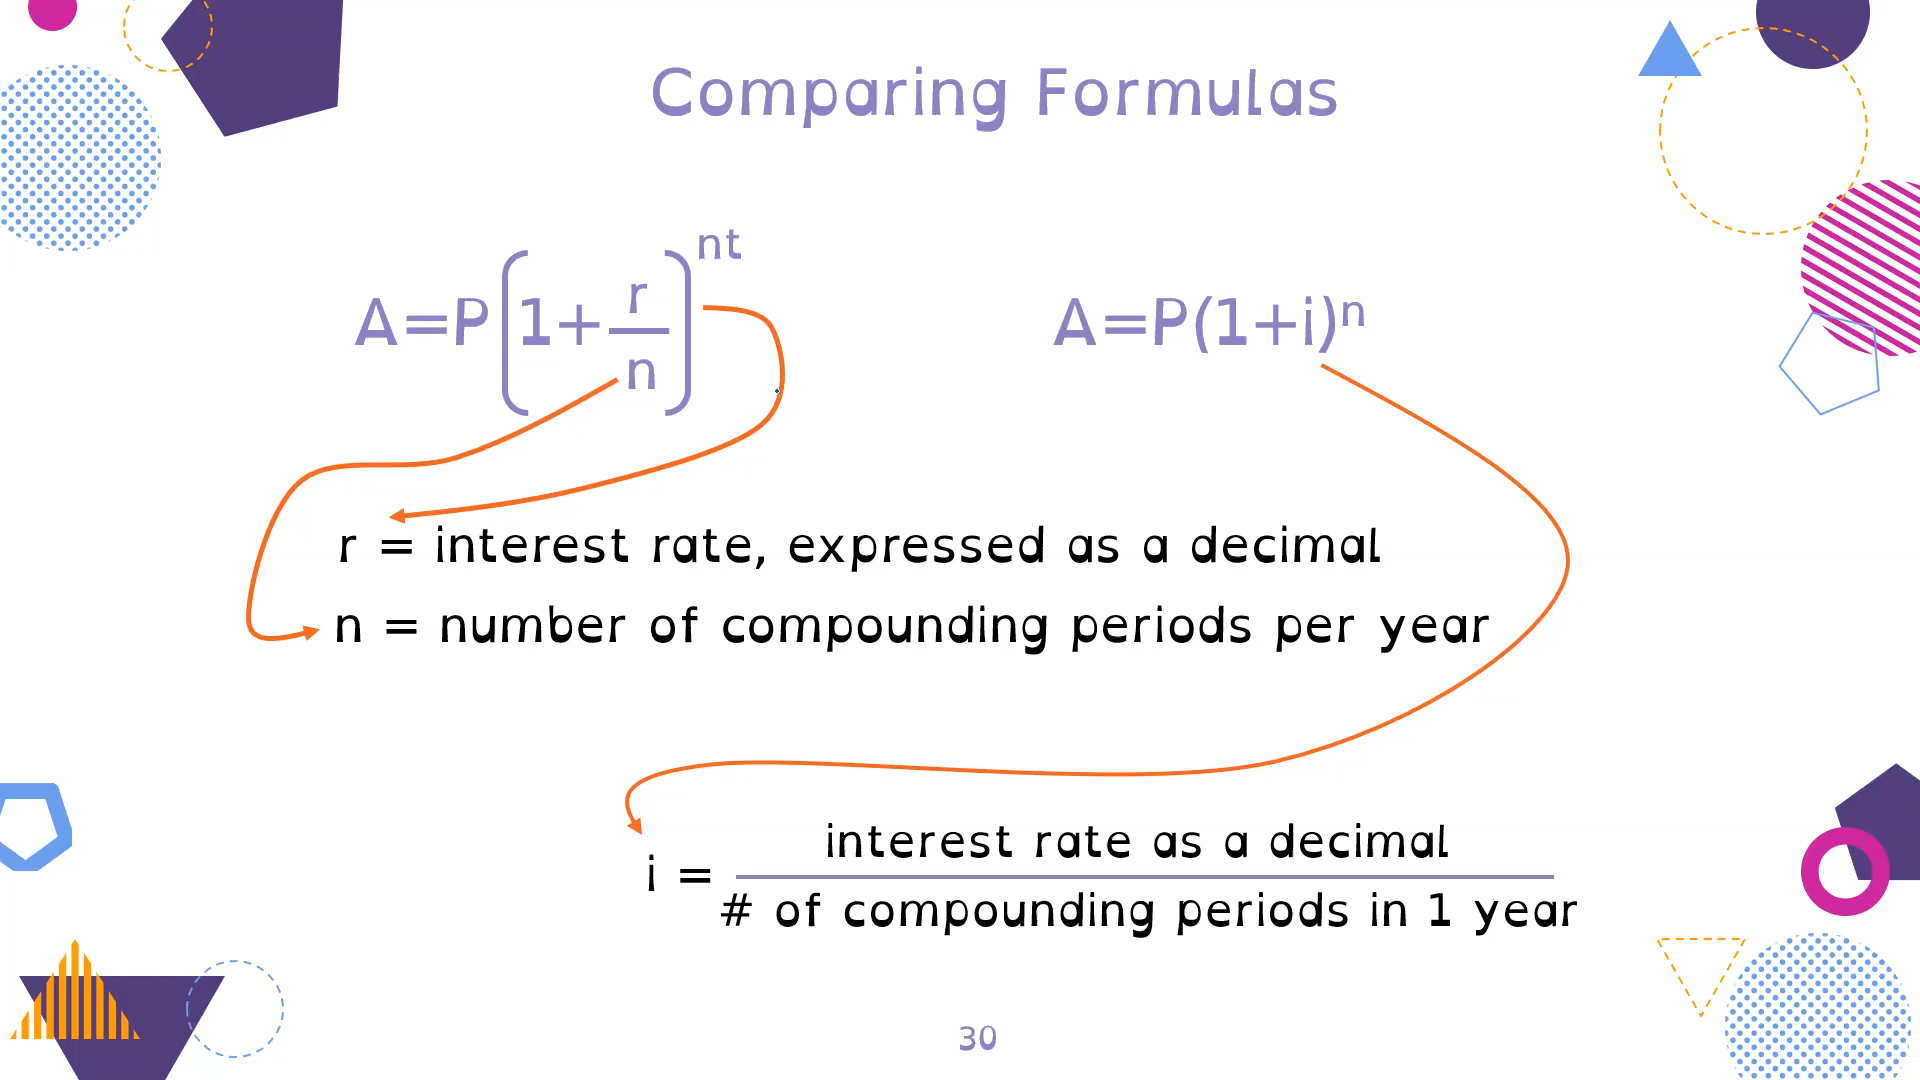 Comparing Formulas
A=P(1+r/n)^nt
A=P(1+i)ⁿ
r = interest rate, expressed as a decimal
n = number of compounding periods per year
i = interest rate as a decimal
# of compounding periods in 1 year
30